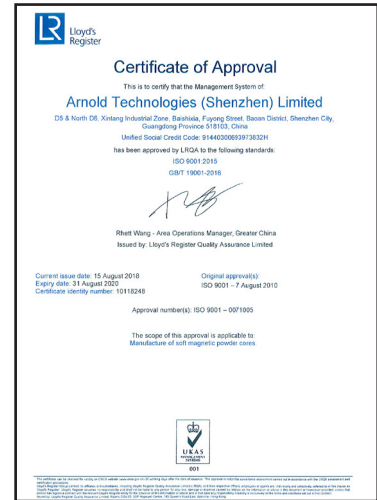 LR
Lloyd's
Register
Certificate of Approval
This is to certify that the Management System of:
Arnold Technologies (Shenzhen) Limited
D5 & North D6, Xintang Industrial Zone, Baishixia, Fuyong Street, Baoan District, Shenzhen City,
Guangdong Province 518103, China
Unified Social Credit Code: 91440300693973832H
has been approved by LRQA to the following standards:
ISO 9001:2015
GB/T 19001-2016
Rhett Wang - Area Operations Manager, Greater China
Issued by: Lloyd's Register Quality Assurance Limited
Current issue date: 15 August 2018
Expiry date: 31 August 2020
Certificate identity number: 10118248
Original approval(s):
ISO 9001 – 7 August 2010
Approval number(s): ISO 9001 – 0071005
The scope of this approval is applicable to:
Manufacture of soft magnetic powder cores.
UKAS
MANAGEMENT
SYSTEMS
001